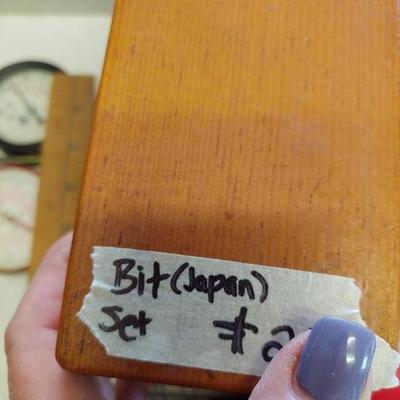 Bit (Japan)
Set $2